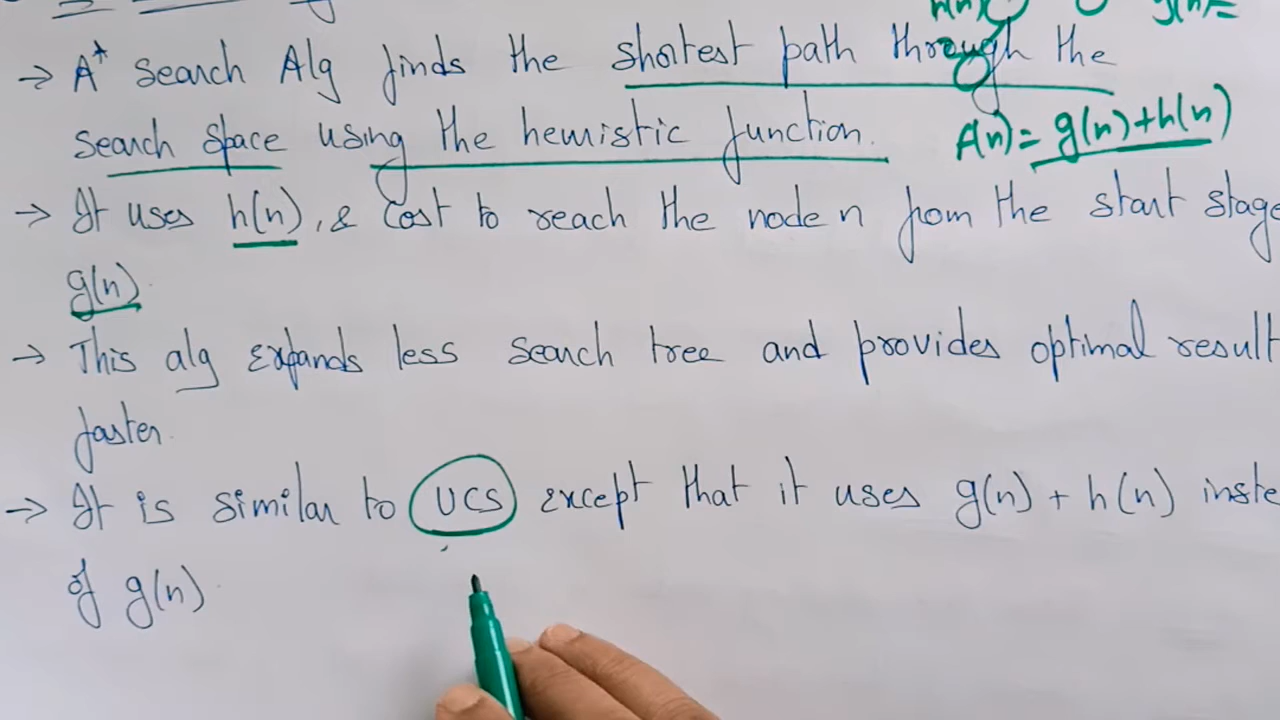 h(n) g(n)=
→ A* Search Alg finds the shortest path through the
search space using the hemistic function. A(n)= g(n)+h(n)
→ It uses h(n), & Cost to reach the node n from the start stage
g(n).
→ This alg expands less search tree and provides optimal result
faster.
→ It is similar to UCS except that it uses g(n) + h(n) inste
of g(n).